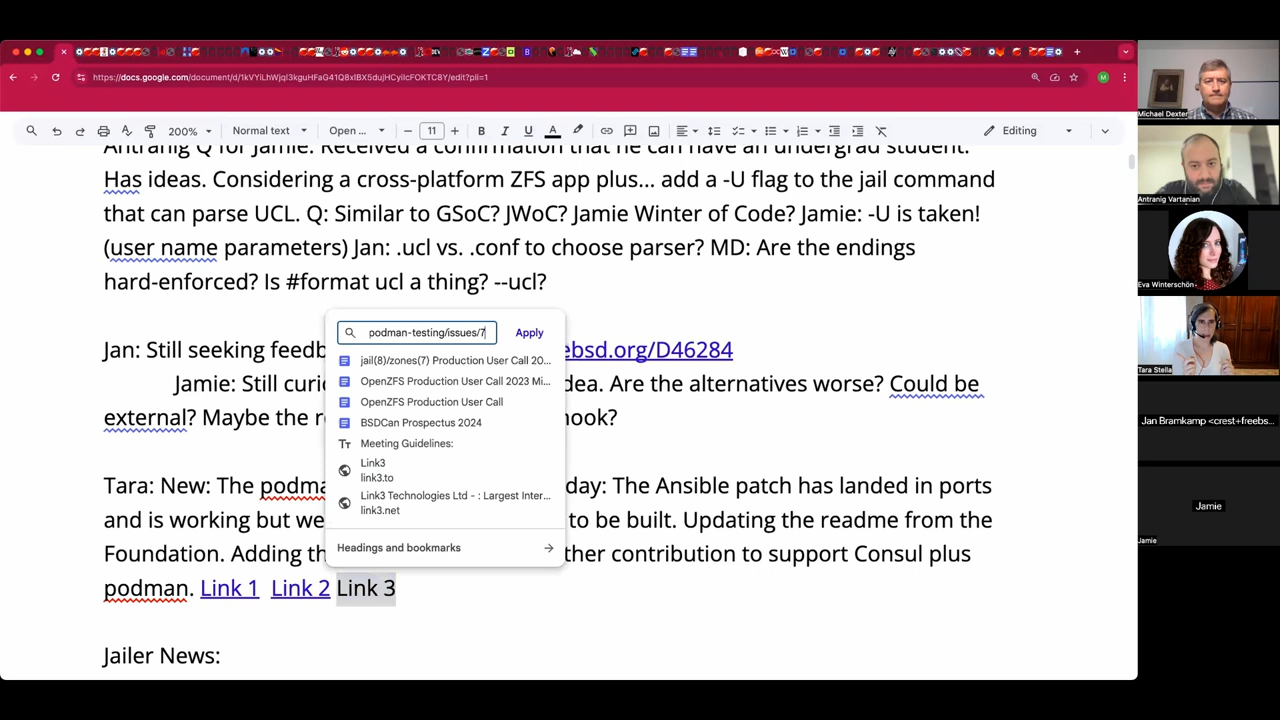 https://docs.google.com/document/d/1kVYiLhWjqI3kguHFaG41Q8xlBX5dujHCyiIcFOKTC8Y/edit?pli=1
M
200% Normal text Open ... 11 B I U A Editing
Antranig Q for Jamie: Received a confirmation that he can have an undergrad student.
Has ideas. Considering a cross-platform ZFS app plus... add a -U flag to the jail command
that can parse UCL. Q: Similar to GSoC? JWoC? Jamie Winter of Code? Jamie: -U is taken!
(user name parameters) Jan: .ucl vs. .conf to choose parser? MD: Are the endings
hard-enforced? Is #format ucl a thing? --ucl?
podman-testing/issues/7 Apply
jail(8)/zones(7) Production User Call 20...
OpenZFS Production User Call 2023 Mi...
OpenZFS Production User Call
BSDCan Prospectus 2024
Meeting Guidelines:
Link3
link3.to
Link3 Technologies Ltd - : Largest Inter...
link3.net
Headings and bookmarks
Jan: Still seeking feedb ebsd.org/D46284
Jamie: Still curi dea. Are the alternatives worse? Could be
external? Maybe the r hook?
Tara: New: The podma day: The Ansible patch has landed in ports
and is working but we to be built. Updating the readme from the
Foundation. Adding th ther contribution to support Consul plus
podman. Link 1 Link 2 Link 3
Jailer News:
Michael Dexter
Antranig Vartanian
Eva Winterschön
Tara Stella
Jan Bramkamp <crest+freebs...
Jamie
Jamie